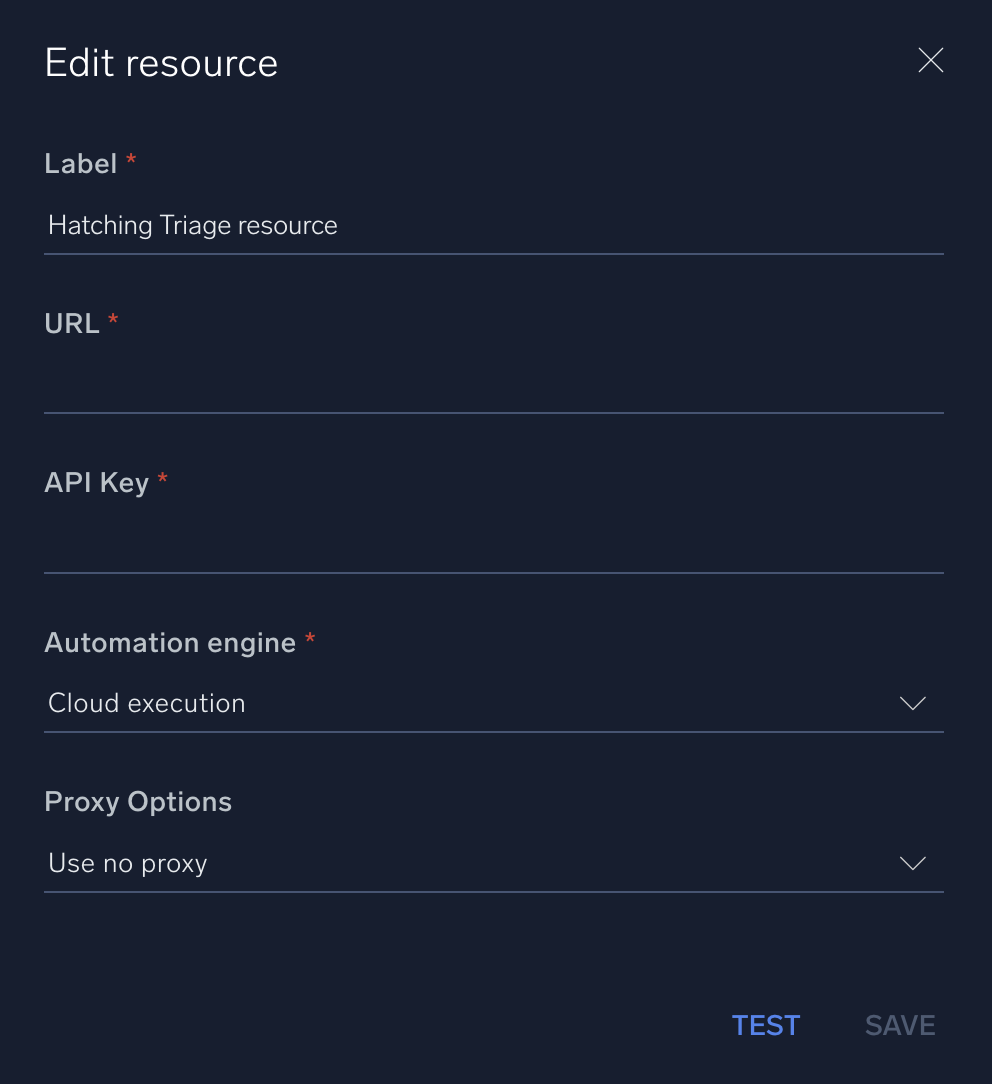 Edit resource
Label *
Hatching Triage resource
URL *
API Key *
Automation engine *
Cloud execution
Proxy Options
Use no proxy
TEST SAVE